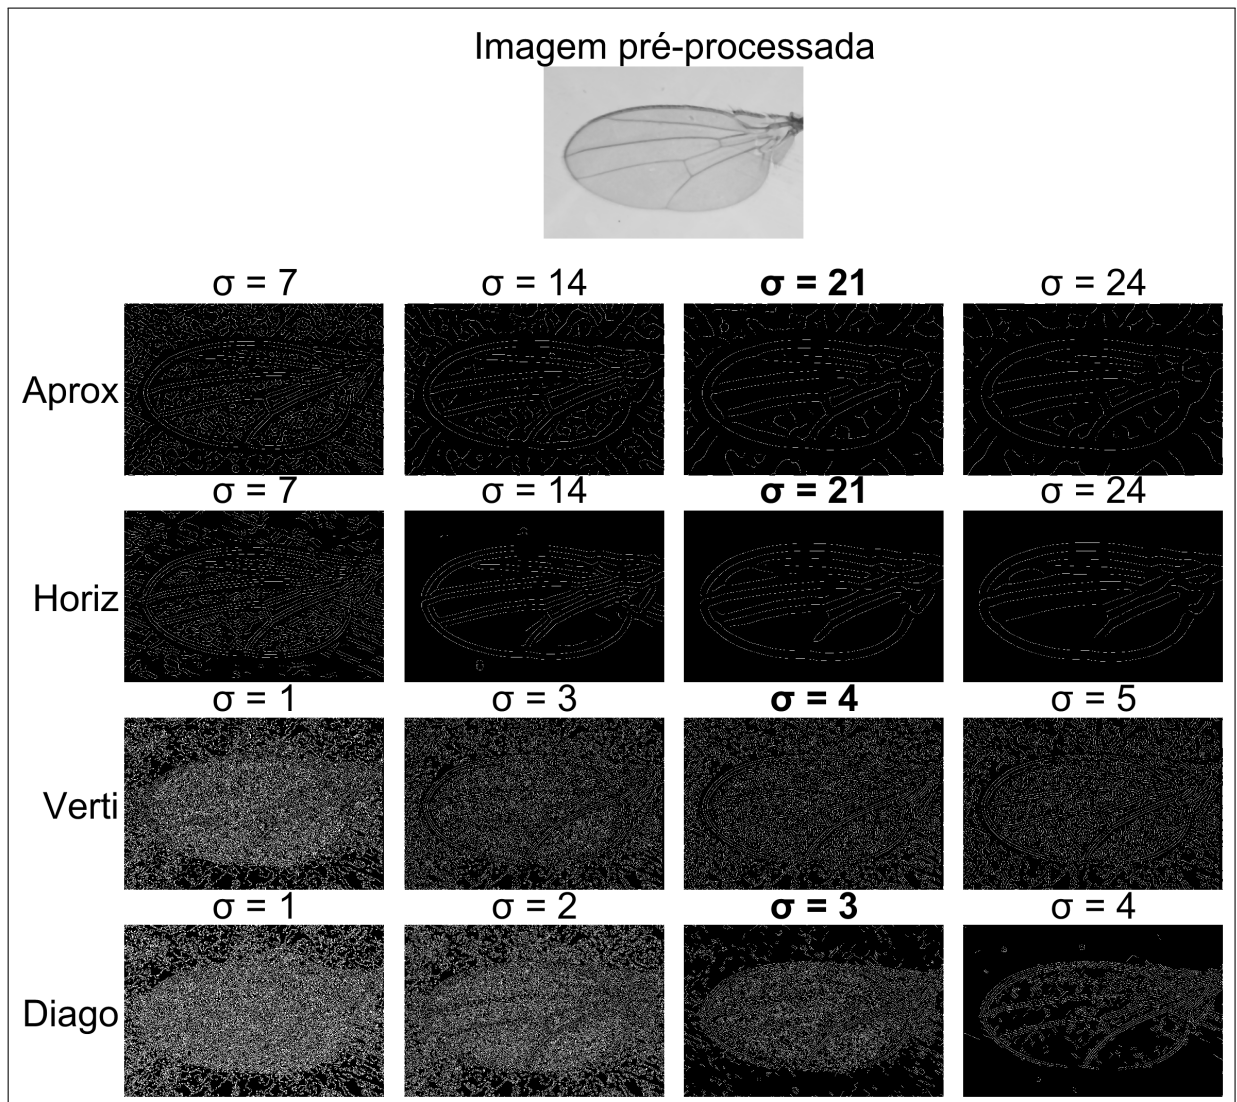 Imagem pré-processada
σ = 7 σ = 14 σ = 21 σ = 24
Aprox
σ = 7 σ = 14 σ = 21 σ = 24
Horiz
σ = 1 σ = 3 σ = 4 σ = 5
Verti
σ = 1 σ = 2 σ = 3 σ = 4
Diago